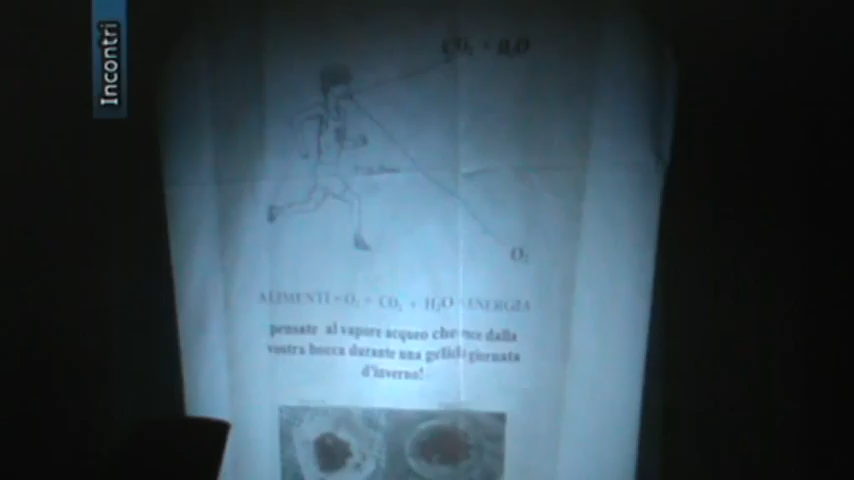 Incontri
CO₂ + H₂O
O₂
ALIMENTI + O₂ = CO₂ + H₂O + ENERGIA
pensate al vapore acqueo che esce dalla
vostra bocca durante una gelida giornata
d'inverno!